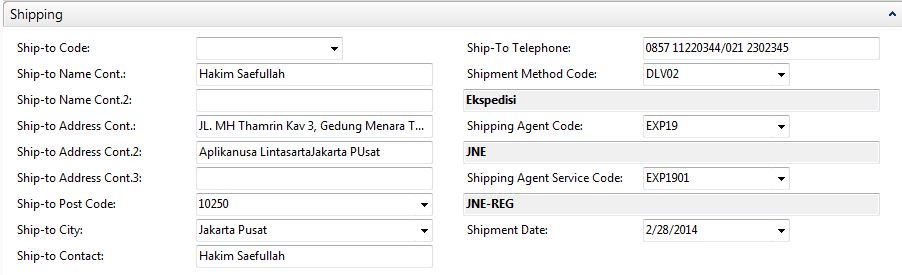 Shipping
Ship-to Code:
Ship-to Name Cont.: Hakim Saefullah
Ship-to Name Cont.2:
Ship-to Address Cont.: JL. MH Thamrin Kav 3, Gedung Menara T...
Ship-to Address Cont.2: Aplikanusa LintasartaJakarta PUsat
Ship-to Address Cont.3:
Ship-to Post Code: 10250
Ship-to City: Jakarta Pusat
Ship-to Contact: Hakim Saefullah
Ship-To Telephone: 0857 11220344/021 2302345
Shipment Method Code: DLV02
Ekspedisi
Shipping Agent Code: EXP19
JNE
Shipping Agent Service Code: EXP1901
JNE-REG
Shipment Date: 2/28/2014